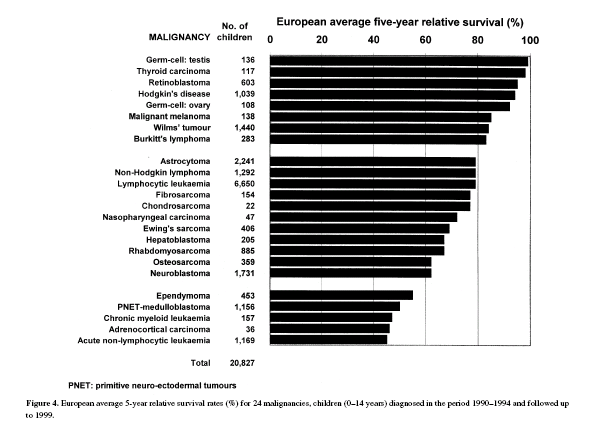 European average five-year relative survival (%)
No. of
MALIGNANCY children 0 20 40 60 80 100
Germ-cell: testis 136
Thyroid carcinoma 117
Retinoblastoma 603
Hodgkin's disease 1,039
Germ-cell: ovary 108
Malignant melanoma 138
Wilms' tumour 1,440
Burkitt's lymphoma 283
Astrocytoma 2,241
Non-Hodgkin lymphoma 1,292
Lymphocytic leukaemia 6,650
Fibrosarcoma 154
Chondrosarcoma 22
Nasopharyngeal carcinoma 47
Ewing's sarcoma 406
Hepatoblastoma 205
Rhabdomyosarcoma 885
Osteosarcoma 359
Neuroblastoma 1,731
Ependymoma 453
PNET-medulloblastoma 1,156
Chronic myeloid leukaemia 157
Adrenocortical carcinoma 36
Acute non-lymphocytic leukaemia 1,169
Total 20,827
PNET: primitive neuro-ectodermal tumours
Figure 4. European average 5-year relative survival rates (%) for 24 malignancies, children (0–14 years) diagnosed in the period 1990–1994 and followed up
to 1999.